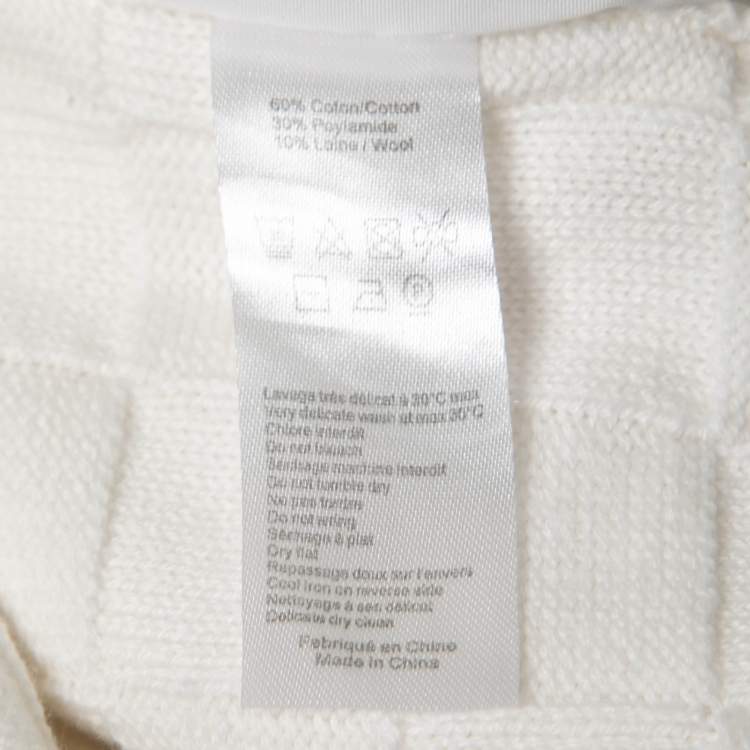 60% Coton/Cotton
30% Poylamide
10% Laine / Wool
Lavage très délicat à 30°C max
Very delicate wash at max 30°C
Chlore interdit
Do not bleach
Séchage machine interdit
Do not tumble dry
Ne pas tordre
Do not wring
Séchage à plat
Dry flat
Repassage doux sur l'envers
Cool iron on reverse side
Nettoyage à sec délicat
Delicate dry clean
Fabriqué en Chine
Made in China